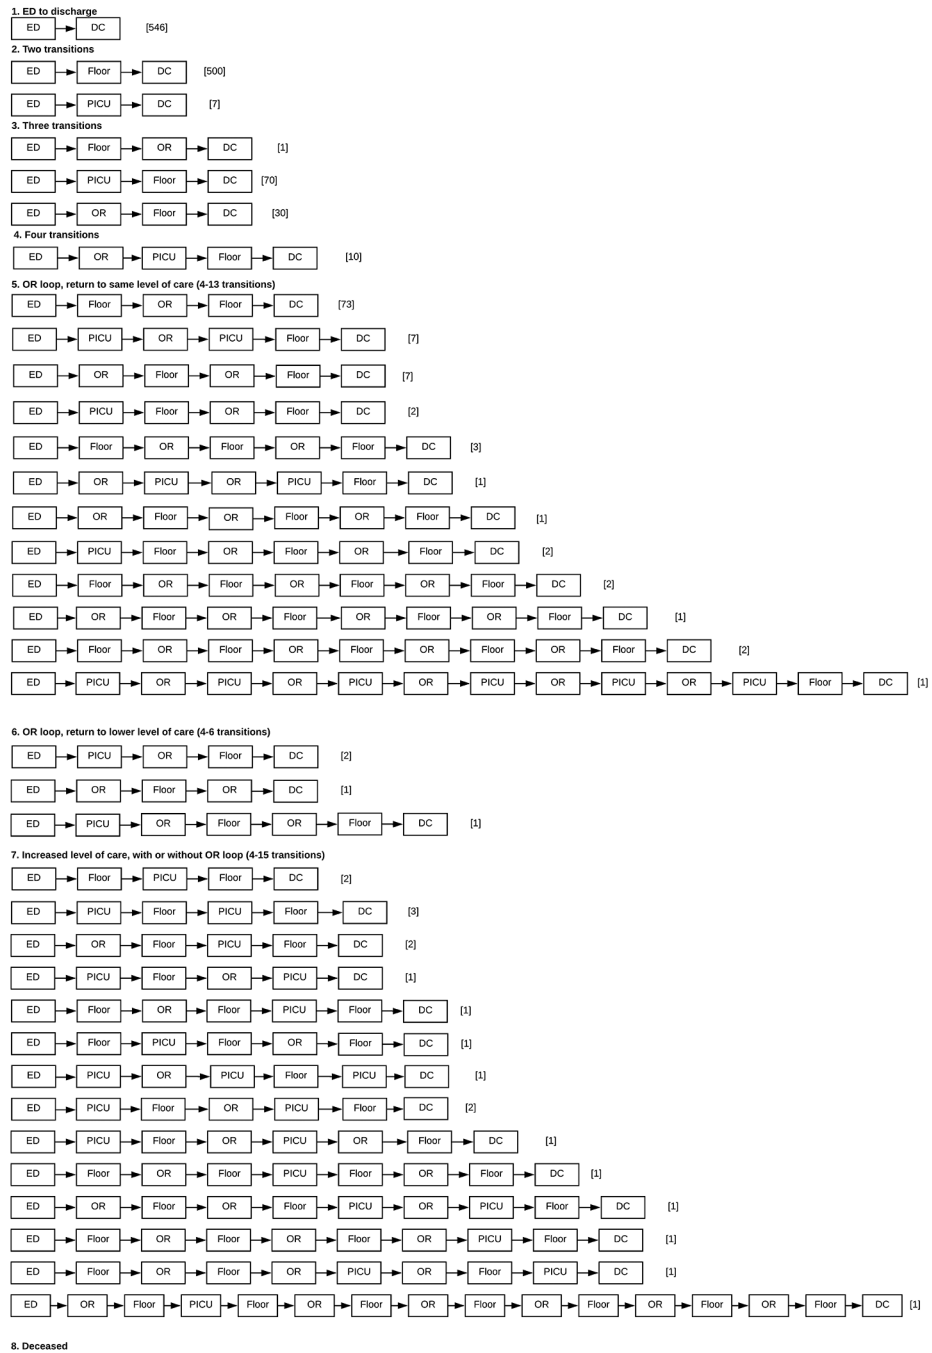 1. ED to discharge
ED DC [546]
2. Two transitions
ED Floor DC [500]
ED PICU DC [7]
3. Three transitions
ED Floor OR DC [1]
ED PICU Floor DC [70]
ED OR Floor DC [30]
4. Four transitions
ED OR PICU Floor DC [10]
5. OR loop, return to same level of care (4-13 transitions)
ED Floor OR Floor DC [73]
ED PICU OR PICU Floor DC [7]
ED OR Floor OR Floor DC [7]
ED PICU Floor OR Floor DC [2]
ED Floor OR Floor OR Floor DC [3]
ED OR PICU OR PICU Floor DC [1]
ED OR Floor OR Floor OR Floor DC [1]
ED PICU Floor OR Floor OR Floor DC [2]
ED Floor OR Floor OR Floor OR Floor DC [2]
ED OR Floor OR Floor OR Floor OR Floor DC [1]
ED Floor OR Floor OR Floor OR Floor OR Floor DC [2]
ED PICU OR PICU OR PICU OR PICU OR PICU OR PICU Floor DC [1]
6. OR loop, return to lower level of care (4-6 transitions)
ED PICU OR Floor DC [2]
ED OR Floor OR DC [1]
ED PICU OR Floor OR Floor DC [1]
7. Increased level of care, with or without OR loop (4-15 transitions)
ED Floor PICU Floor DC [2]
ED PICU Floor PICU Floor DC [3]
ED OR Floor PICU Floor DC [2]
ED PICU Floor OR PICU DC [1]
ED Floor OR Floor PICU Floor DC [1]
ED Floor PICU Floor OR Floor DC [1]
ED PICU OR PICU Floor PICU DC [1]
ED PICU Floor OR PICU Floor DC [2]
ED PICU Floor OR PICU OR Floor DC [1]
ED Floor OR Floor PICU Floor OR Floor DC [1]
ED OR Floor OR Floor PICU OR PICU Floor DC [1]
ED Floor OR Floor OR Floor OR PICU Floor DC [1]
ED Floor OR Floor OR PICU OR Floor PICU DC [1]
ED OR Floor PICU Floor OR Floor OR Floor OR Floor OR Floor OR Floor DC [1]
8. Deceased